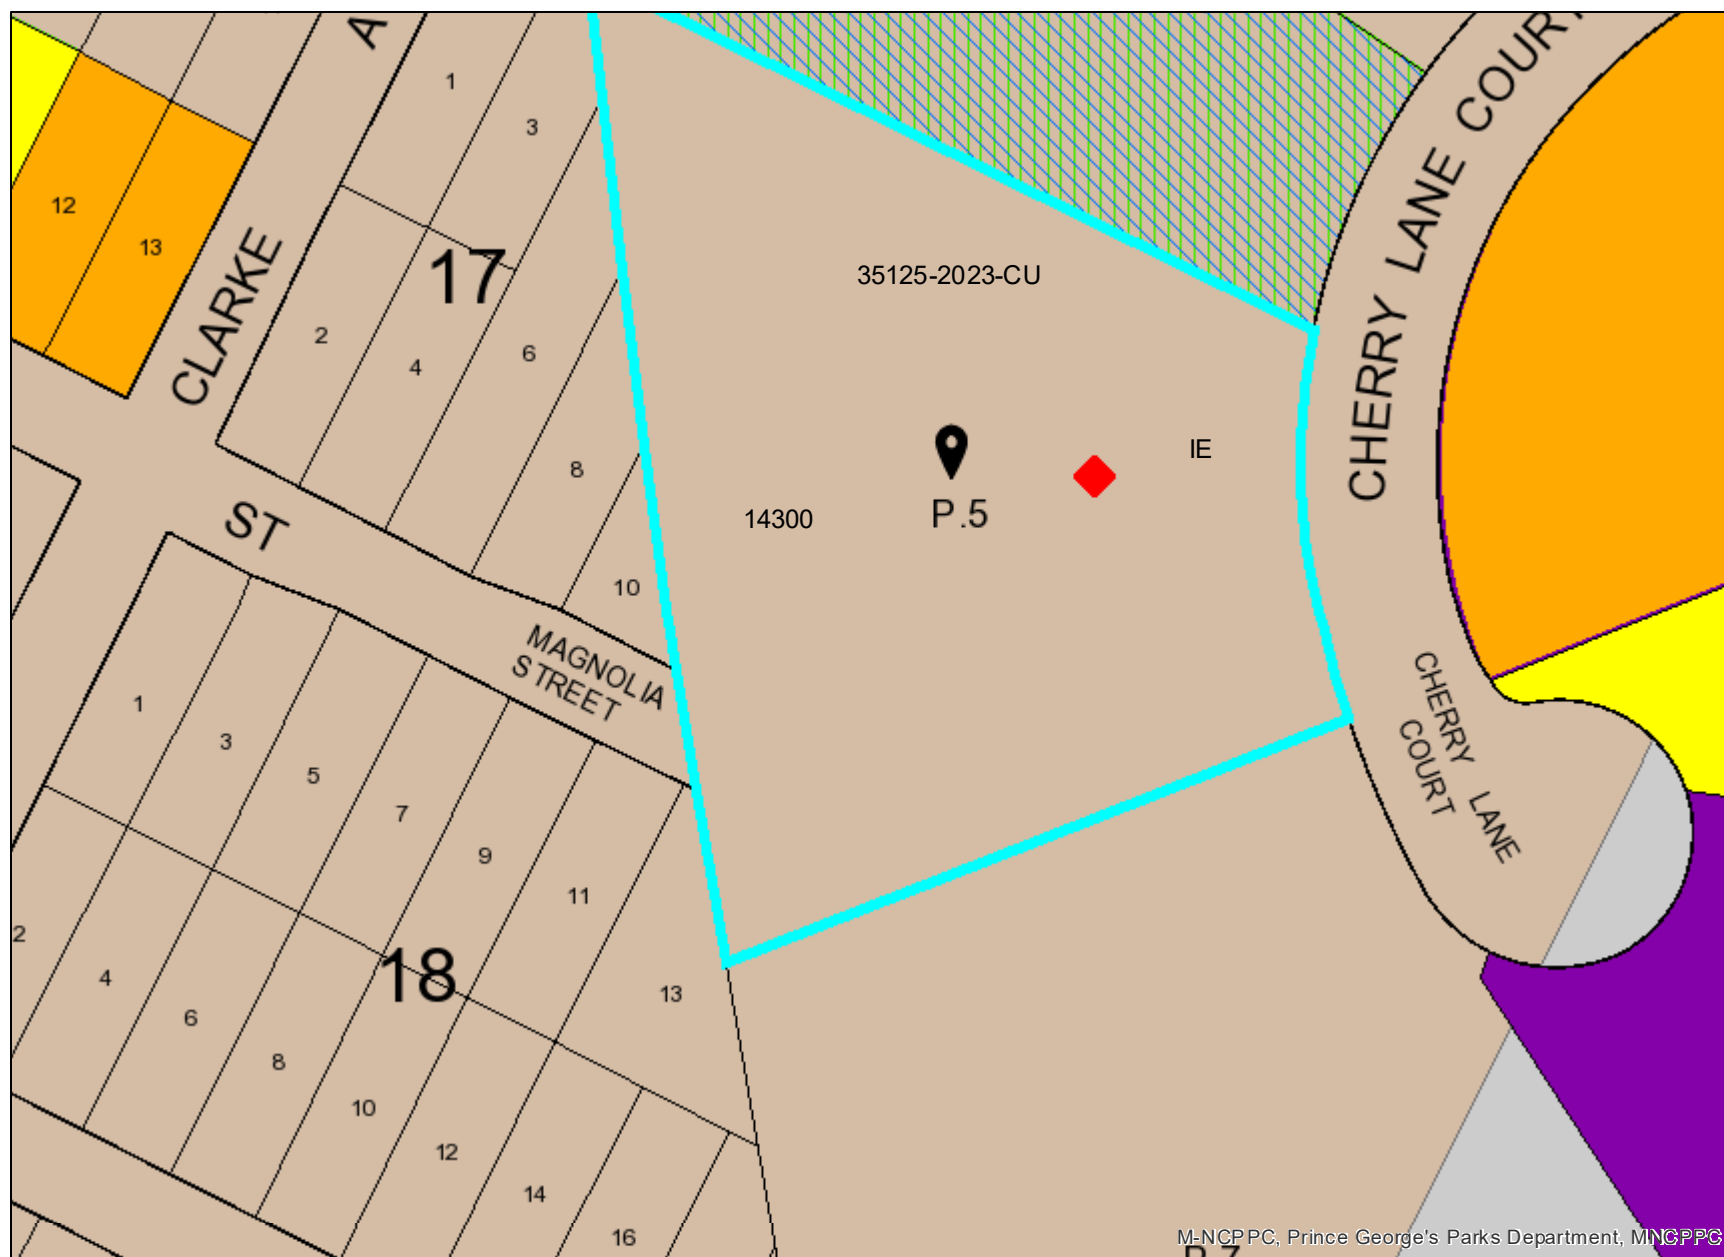 A
CLARKE
ST
1
3
17
2
4
6
8
10
12
13
MAGNOLIA
STREET
35125-2023-CU
IE
14300
P.5
CHERRY LANE COURT
CHERRY LANE
COURT
1
3
5
7
9
11
13
18
2
4
6
8
10
12
14
16
P.7
M-NCPPC, Prince George's Parks Department, MNCPPC